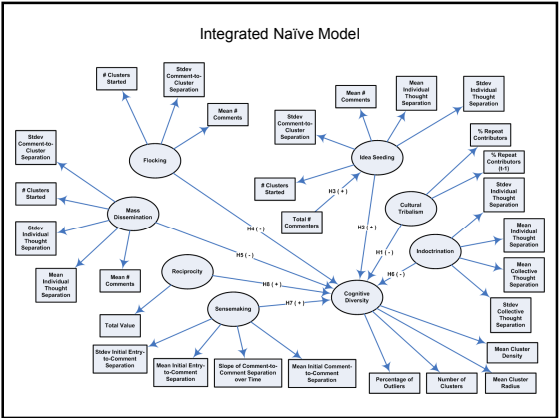 Integrated Naïve Model
# Clusters
Started
Stdev
Comment-to-
Cluster
Separation
Mean #
Comments
Flocking
Stdev
Comment-to-
Cluster
Separation
# Clusters
Started
Stdev
Individual
Thought
Separation
Mean
Individual
Thought
Separation
Mean #
Comments
Mass
Dissemination
Stdev
Comment-to-
Cluster
Separation
Mean #
Comments
Mean
Individual
Thought
Separation
Stdev
Individual
Thought
Separation
Idea Seeding
# Clusters
Started
H3 ( + )
Total #
Commenters
% Repeat
Contributors
% Repeat
Contributors
(t-1)
Cultural
Tribalism
Stdev
Individual
Thought
Separation
Mean
Individual
Thought
Separation
Mean
Collective
Thought
Separation
Stdev
Collective
Thought
Separation
Indoctrination
H4 ( - )
H5 ( - )
H8 ( + )
H7 ( + )
H1 ( - )
H6 ( - )
Reciprocity
Total Value
Sensemaking
Stdev Initial Entry-
to-Comment
Separation
Mean Initial Entry-
to-Comment
Separation
Slope of Comment-to-
Comment Separation
over Time
Mean Initial Comment-
to-Comment
Separation
Cognitive
Diversity
Percentage of
Outliers
Number of
Clusters
Mean Cluster
Radius
Mean Cluster
Density